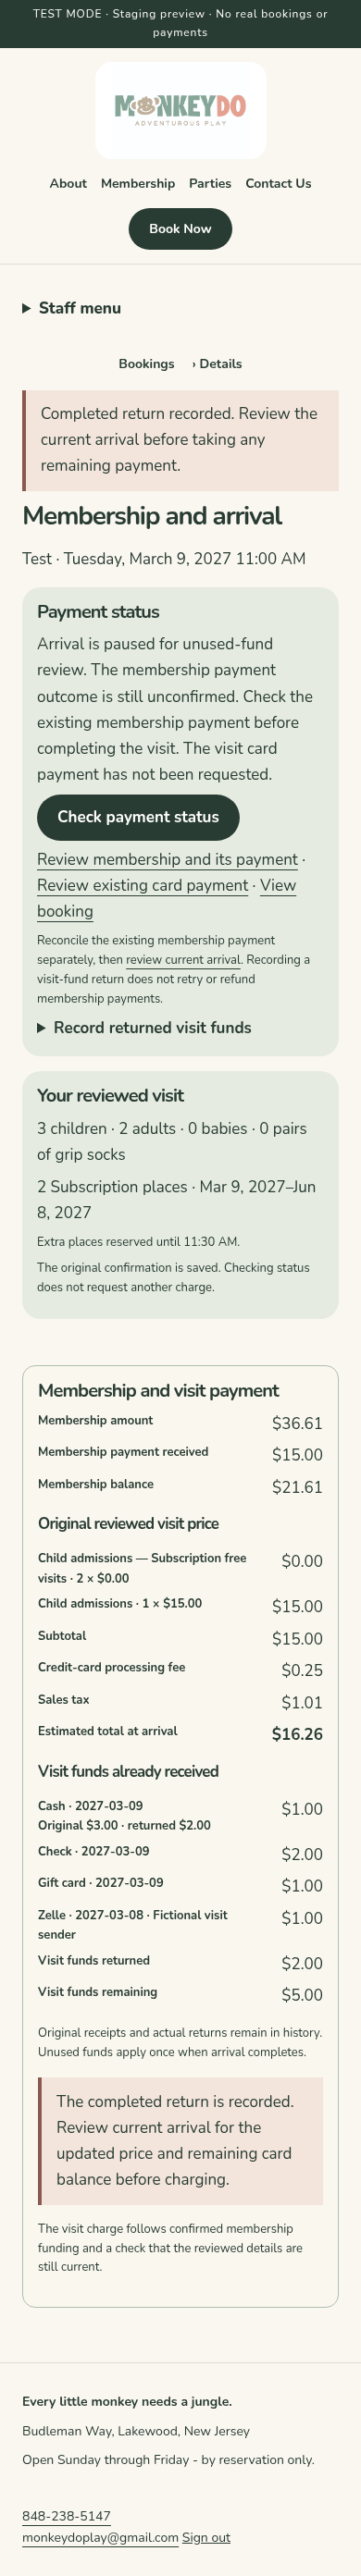 TEST MODE · Staging preview · No real bookings or
payments
MONKEYDO
ADVENTUROUS PLAY
About Membership Parties Contact Us
Book Now
▶ Staff menu
Bookings › Details
Completed return recorded. Review the
current arrival before taking any
remaining payment.
Membership and arrival
Test · Tuesday, March 9, 2027 11:00 AM
Payment status
Arrival is paused for unused-fund
review. The membership payment
outcome is still unconfirmed. Check the
existing membership payment before
completing the visit. The visit card
payment has not been requested.
Check payment status
Review membership and its payment ·
Review existing card payment · View
booking
Reconcile the existing membership payment
separately, then review current arrival. Recording a
visit-fund return does not retry or refund
membership payments.
▶ Record returned visit funds
Your reviewed visit
3 children · 2 adults · 0 babies · 0 pairs
of grip socks
2 Subscription places · Mar 9, 2027–Jun
8, 2027
Extra places reserved until 11:30 AM.
The original confirmation is saved. Checking status
does not request another charge.
Membership and visit payment
Membership amount $36.61
Membership payment received $15.00
Membership balance $21.61
Original reviewed visit price
Child admissions — Subscription free $0.00
visits · 2 × $0.00
Child admissions · 1 × $15.00 $15.00
Subtotal $15.00
Credit-card processing fee $0.25
Sales tax $1.01
Estimated total at arrival $16.26
Visit funds already received
Cash · 2027-03-09 $1.00
Original $3.00 · returned $2.00
Check · 2027-03-09 $2.00
Gift card · 2027-03-09 $1.00
Zelle · 2027-03-08 · Fictional visit $1.00
sender
Visit funds returned $2.00
Visit funds remaining $5.00
Original receipts and actual returns remain in history.
Unused funds apply once when arrival completes.
The completed return is recorded.
Review current arrival for the
updated price and remaining card
balance before charging.
The visit charge follows confirmed membership
funding and a check that the reviewed details are
still current.
Every little monkey needs a jungle.
Budleman Way, Lakewood, New Jersey
Open Sunday through Friday - by reservation only.
848-238-5147
monkeydoplay@gmail.com Sign out